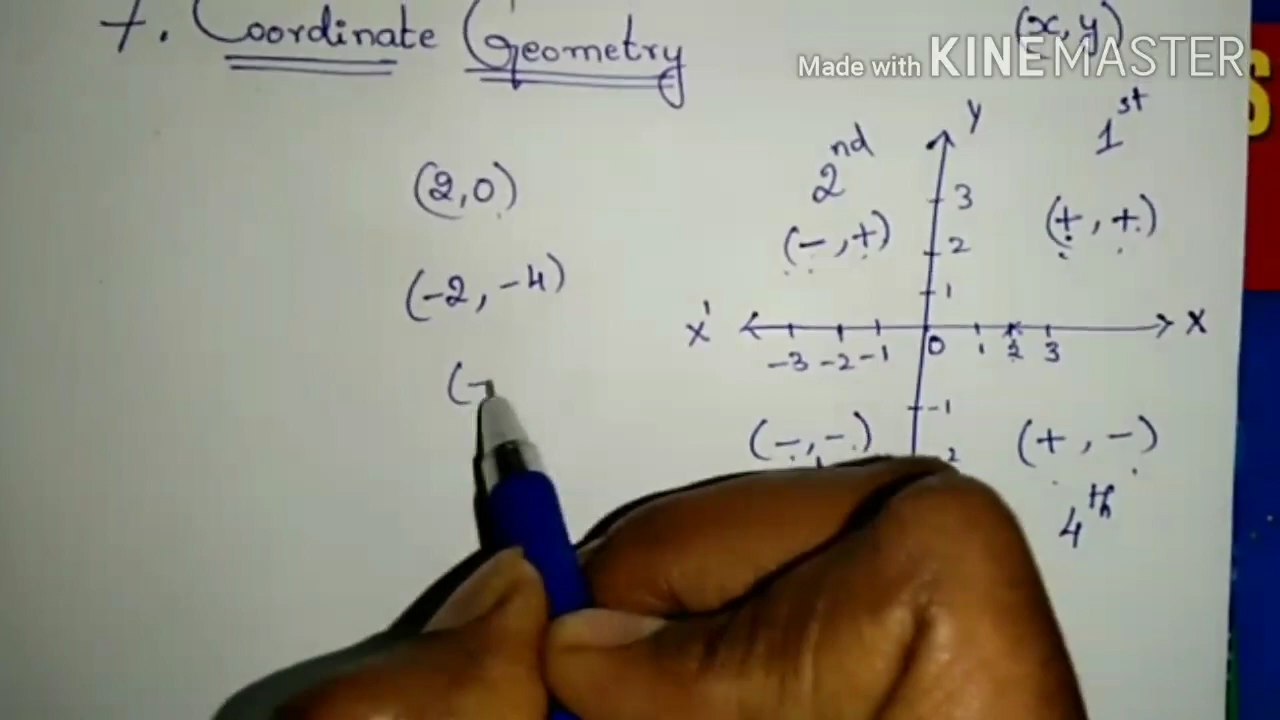 7. Coordinate Geometry
(x, y)
Made with KINEMASTER
(2,0)
(-2, -4)
(-
Y
2nd
1st
(-,+)
(+,+)
3
2
1
X'
X
-3 -2 -1 0 1 2 3
-1
2
(-,-)
(+,-)
4th
S